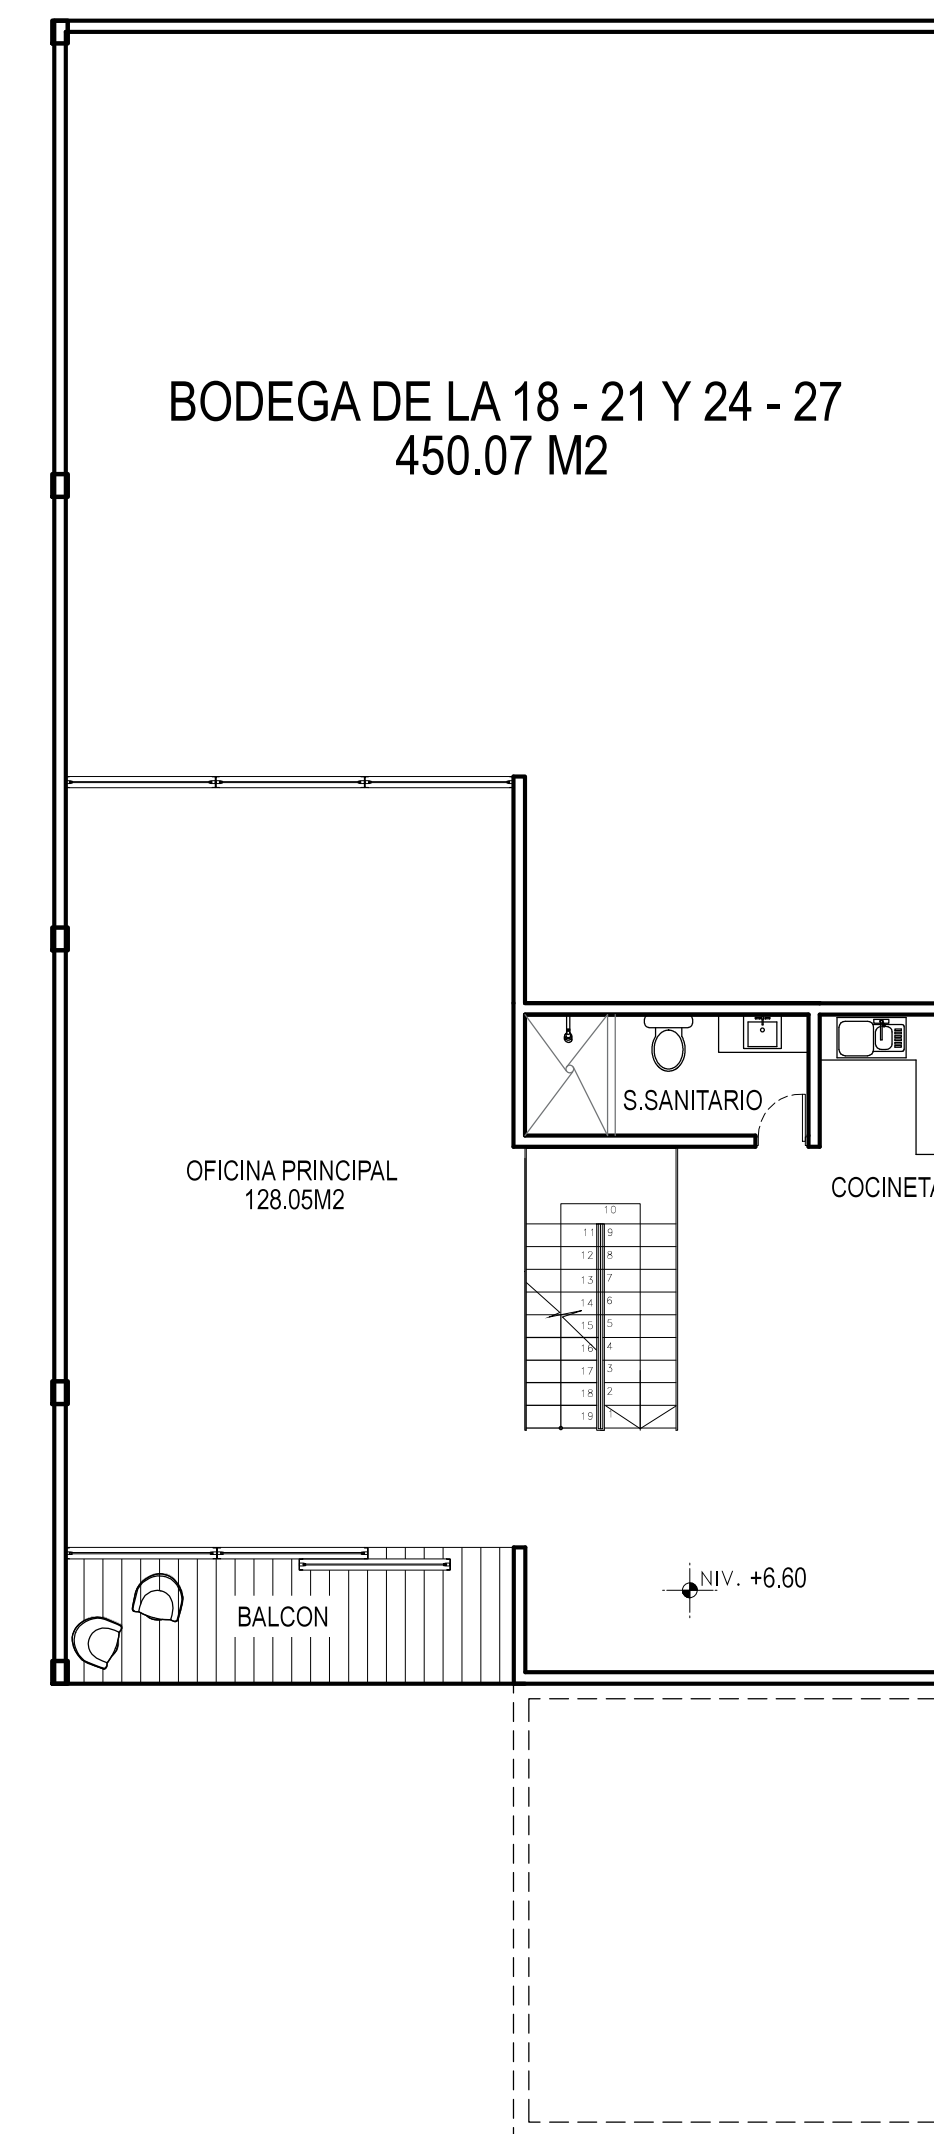 BODEGA DE LA 18 - 21 Y 24 - 27
450.07 M2
S.SANITARIO
OFICINA PRINCIPAL
128.05M2
COCINETA
10
11 9
12 8
13 7
14 6
15 5
16 4
17 3
18 2
19 1
NIV. +6.60
BALCON